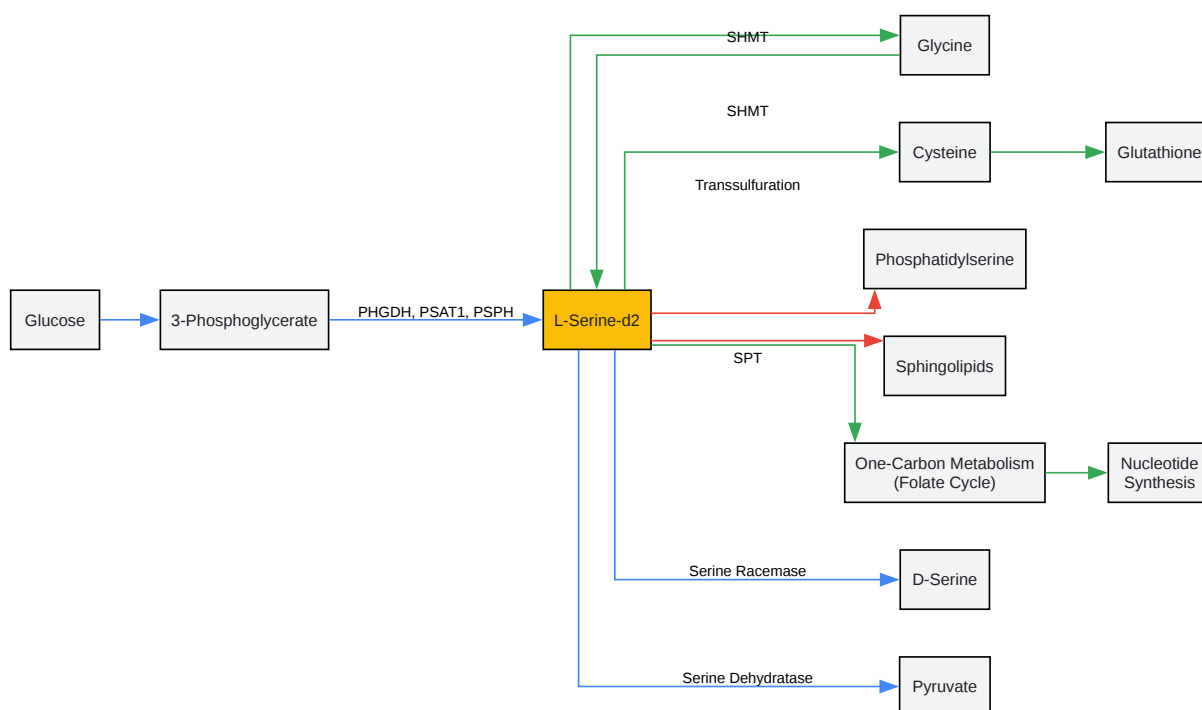 SHMT
Glycine
SHMT
Cysteine
Glutathione
Transsulfuration
Phosphatidylserine
Glucose
3-Phosphoglycerate
PHGDH, PSAT1, PSPH
L-Serine-d2
SPT
Sphingolipids
One-Carbon Metabolism
(Folate Cycle)
Nucleotide
Synthesis
Serine Racemase
D-Serine
Serine Dehydratase
Pyruvate